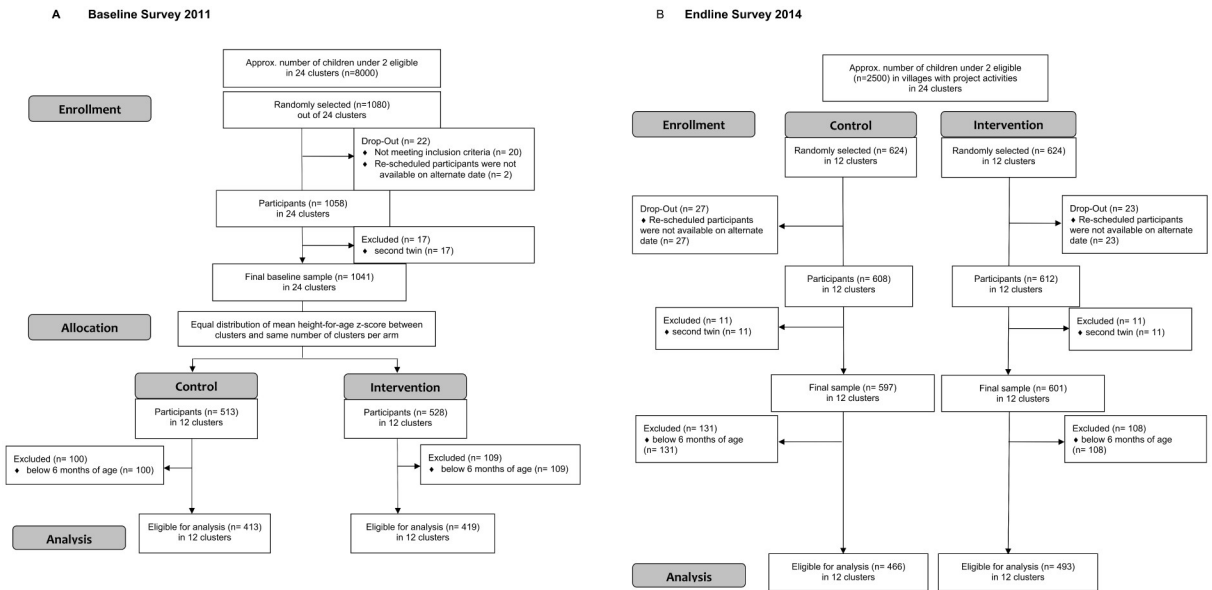 A Baseline Survey 2011
Approx. number of children under 2 eligible
in 24 clusters (n=8000)
Enrollment
Randomly selected (n=1080)
out of 24 clusters
Drop-Out (n= 22)
♦ Not meeting inclusion criteria (n= 20)
♦ Re-scheduled participants were not
available on alternate date (n= 2)
Participants (n= 1058)
in 24 clusters
Excluded (n= 17)
♦ second twin (n= 17)
Final baseline sample (n= 1041)
in 24 clusters
Allocation
Equal distribution of mean height-for-age z-score between
clusters and same number of clusters per arm
Control
Participants (n= 513)
in 12 clusters
Intervention
Participants (n= 528)
in 12 clusters
Excluded (n= 100)
♦ below 6 months of age (n= 100)
Excluded (n= 109)
♦ below 6 months of age (n= 109)
Analysis
Eligible for analysis (n= 413)
in 12 clusters
Eligible for analysis (n= 419)
in 12 clusters
B Endline Survey 2014
Approx. number of children under 2 eligible
(n=2500) in villages with project activities
in 24 clusters
Enrollment
Control
Randomly selected (n= 624)
in 12 clusters
Intervention
Randomly selected (n= 624)
in 12 clusters
Drop-Out (n= 27)
♦ Re-scheduled participants
were not available on alternate
date (n= 27)
Drop-Out (n= 23)
♦ Re-scheduled participants
were not available on alternate
date (n= 23)
Participants (n= 608)
in 12 clusters
Participants (n= 612)
in 12 clusters
Excluded (n= 11)
♦ second twin (n= 11)
Excluded (n= 11)
♦ second twin (n= 11)
Final sample (n= 597)
in 12 clusters
Final sample (n= 601)
in 12 clusters
Excluded (n= 131)
♦ below 6 months of age
(n= 131)
Excluded (n= 108)
♦ below 6 months of age
(n= 108)
Analysis
Eligible for analysis (n= 466)
in 12 clusters
Eligible for analysis (n= 493)
in 12 clusters